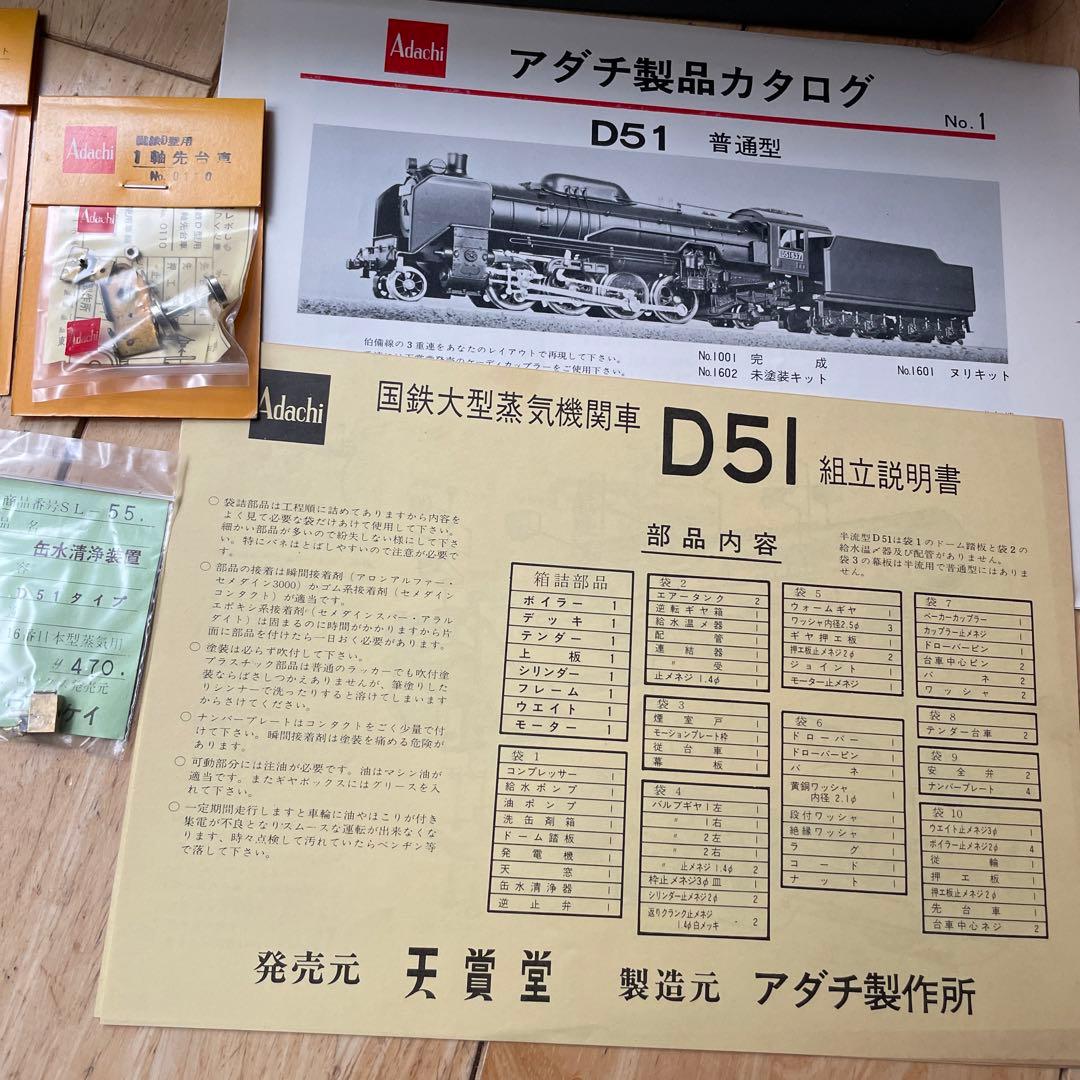 Adachi
アダチ製品カタログ
No.1
D51 普通型
D51837
伯備線の3重連をあなたのレイアウトで再現して下さい。
No.1001 完成
No.1601 ヌリキット
No.1602 未塗装キット
Adachi
国鉄D型用
1軸先台車
No.0110
Adachi
Adachi
商品番号SL-55.
品名
缶水清浄装置
D51タイプ
16番日本型蒸気用
¥470.
Adachi
国鉄大型蒸気機関車 D51 組立説明書
○ 袋詰部品は工程順に詰めてありますから内容を
よく見て必要な袋だけあけて使用して下さい。
細かい部品が多いので紛失しない様にして下さ
い。特にバネはとばしやすいので注意が必要で
す。
○ 部品の接着は瞬間接着剤(アロンアルファー・
セメダイン3000)かゴム系接着剤(セメダイン
コンタクト)が適当です。
エポキシ系接着剤(セメダインスパー・アラル
ダイト)は固まるのに時間がかかりますから片
面に部品を付けたら一日おく必要があります。
○ 塗装は必らず吹付して下さい。
プラスチック部品は普通のラッカーでも吹付塗
装ならばさしつかえありませんが、筆塗りした
りシンナーで洗ったりすると溶けてしまいます
からさけてください。
○ ナンバープレートはコンタクトをごく少量で付
けて下さい。瞬間接着剤は塗装を痛める危険が
あります。
○ 可動部分には注油が必要です。油はマシン油が
適当です。またギヤボックスにはグリースを入
れて下さい。
○ 一定期間走行しますと車輪に油やほこりが付き
集電が不良となりスムースな運転が出来なくな
ります、時々点検して汚れていたらベンヂン等
で落して下さい。
部品内容
半流型D51は袋1のドーム踏板と袋2の
給水温〆器及び配管がありません。
袋3の幕板は半流用で普通型にはありま
せん。
箱詰部品
ボイラー 1
デッキ 1
テンダー 1
上板 1
シリンダー 1
フレーム 1
ウエイト 1
モーター 1
袋1
コンプレッサー 1
給水ポンプ 1
油ポンプ 1
洗缶剤箱 1
ドーム踏板 1
発電機 1
天窓 1
缶水清浄器 1
逆止弁 1
袋2
エアータンク 2
逆転ギヤ箱 1
給水温〆器 1
配管 1
連結器 1
〃 受 1
止メネジ1.4φ 1
袋3
煙室戸 1
モーションプレート枠 1
従台車 1
幕板 1
袋4
バルブギヤ1左 1
〃 1右 1
〃 2左 1
〃 2右 1
〃 止メネジ1.4φ 2
枠止メネジ3φ皿 1
シリンダー止メネジ2φ 2
返りクランク止メネジ
1.4φ白メッキ 2
袋5
ウォームギヤ 1
ワッシャ内径2.5φ 3
ギヤ押エ板 1
押エ板止メネジ2φ 2
ジョイント 1
モーター止メネジ 1
袋6
ドローバー 1
ドローバーピン 1
バネ 1
黄銅ワッシャ
内径2.1φ 1
段付ワッシャ 1
絶縁ワッシャ 1
ラグ 1
コード 1
ナット 1
袋7
ベーカーカップラー 1
カップラー止メネジ 1
ドローバーピン 1
台車中心ピン 2
バネ 2
ワッシャ 2
袋8
テンダー台車 2
袋9
安全弁 2
ナンバープレート 4
袋10
ウエイト止メネジ3φ 1
ボイラー止メネジ2φ 4
従輪 1
押エ板 1
押エ板止メネジ2φ 1
先台車 1
台車中心ネジ 2
発売元 天賞堂 製造元 アダチ製作所